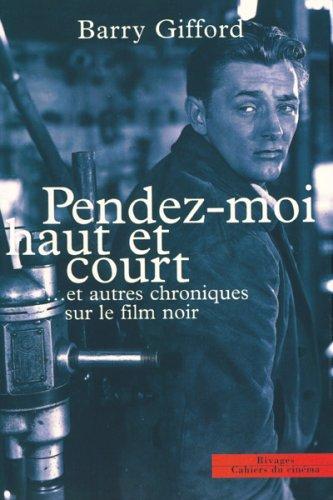 Barry Gifford
Pendez-moi
haut et
court
...et autres chroniques
sur le film noir
Rivages
Cahiers du cinéma